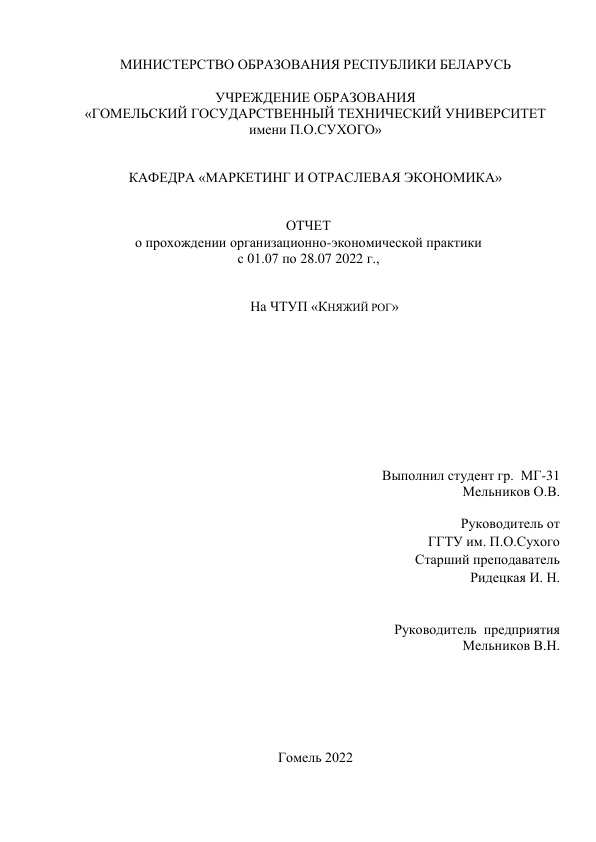 МИНИСТЕРСТВО ОБРАЗОВАНИЯ РЕСПУБЛИКИ БЕЛАРУСЬ
УЧРЕЖДЕНИЕ ОБРАЗОВАНИЯ
«ГОМЕЛЬСКИЙ ГОСУДАРСТВЕННЫЙ ТЕХНИЧЕСКИЙ УНИВЕРСИТЕТ
имени П.О.СУХОГО»
КАФЕДРА «МАРКЕТИНГ И ОТРАСЛЕВАЯ ЭКОНОМИКА»
ОТЧЕТ
о прохождении организационно-экономической практики
с 01.07 по 28.07 2022 г.,
На ЧТУП «Княжий рог»
Выполнил студент гр.  МГ-31
Мельников О.В.
Руководитель от
ГГТУ им. П.О.Сухого
Старший преподаватель
Ридецкая И. Н.
Руководитель  предприятия
Мельников В.Н.
Гомель 2022